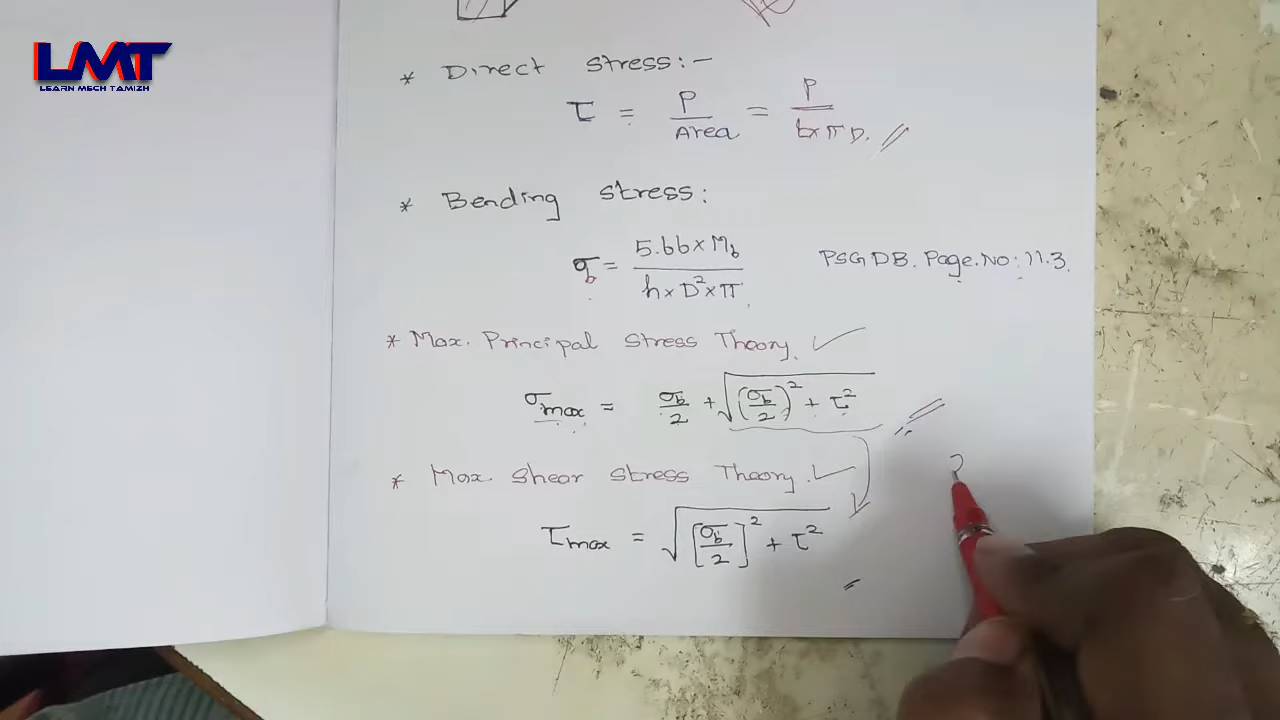 LMT
LEARN MECH TAMIZH
* Direct stress:-
τ = P/Area = P/t×πD.
* Bending stress:
σb = 5.66×Mb/h×D²×π
PSGDB. Page.No: 11.3.
* Max. Principal stress Theory. ✓
σmax = σb/2 + √(σb/2)² + τ²
* Max. Shear stress Theory. ✓
τmax = √[σb/2]² + τ²